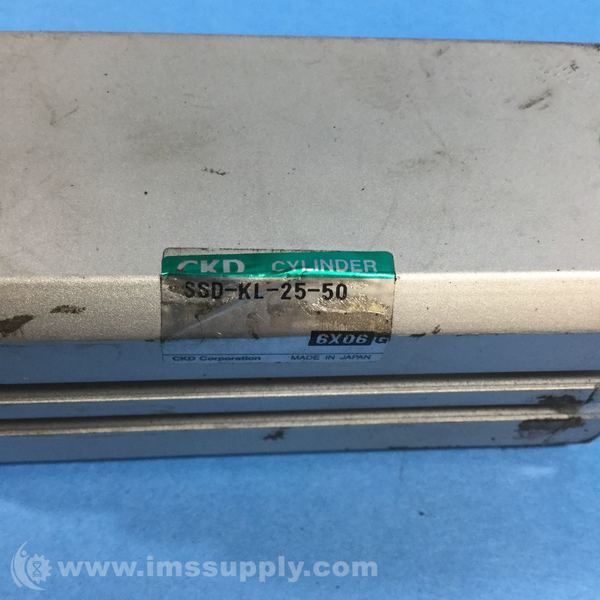 CKD CYLINDER
SSD-KL-25-50
6X06 G
CKD Corporation MADE IN JAPAN
www.imssupply.com